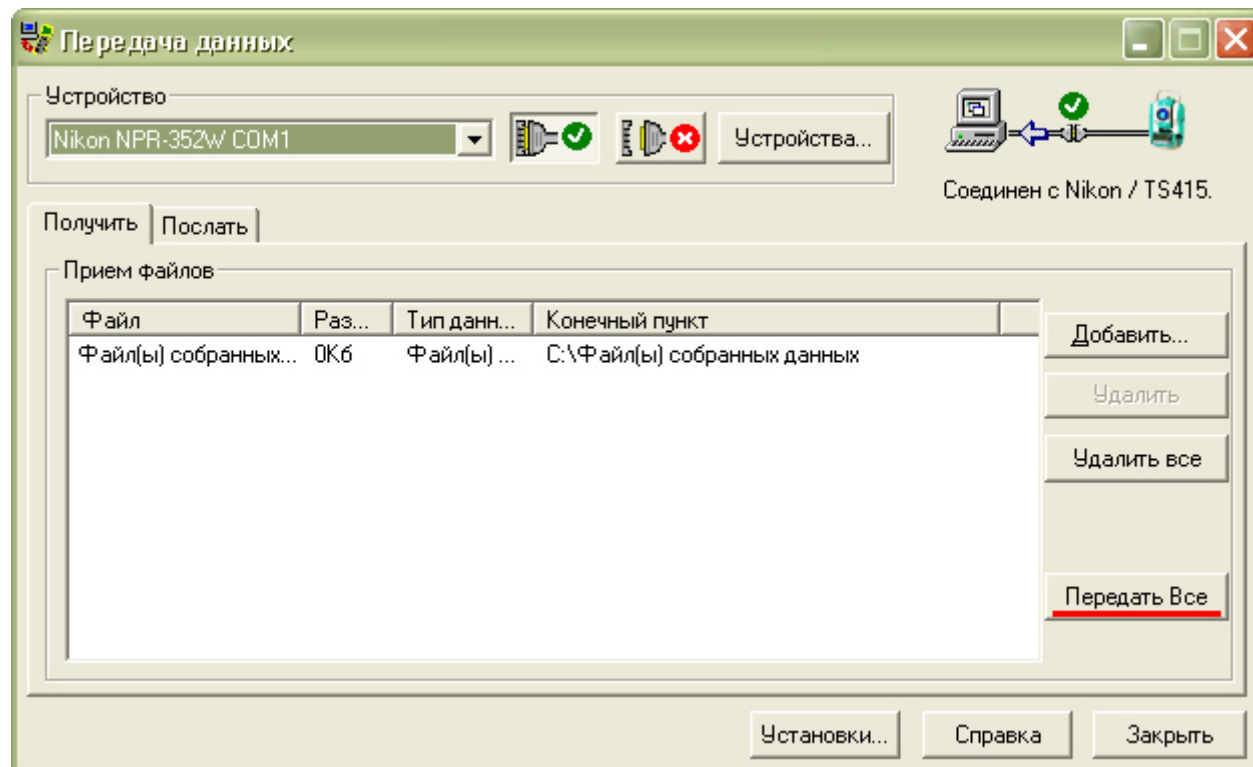 Передача данных
Устройство
Nikon NPR-352W COM1
Устройства...
Соединен с Nikon / TS415.
Получить Послать
Прием файлов
Файл Раз... Тип данн... Конечный пункт
Файл(ы) собранных... 0Кб Файл(ы) ... C:\Файл(ы) собранных данных
Добавить...
Удалить
Удалить все
Передать Все
Установки... Справка Закрыть